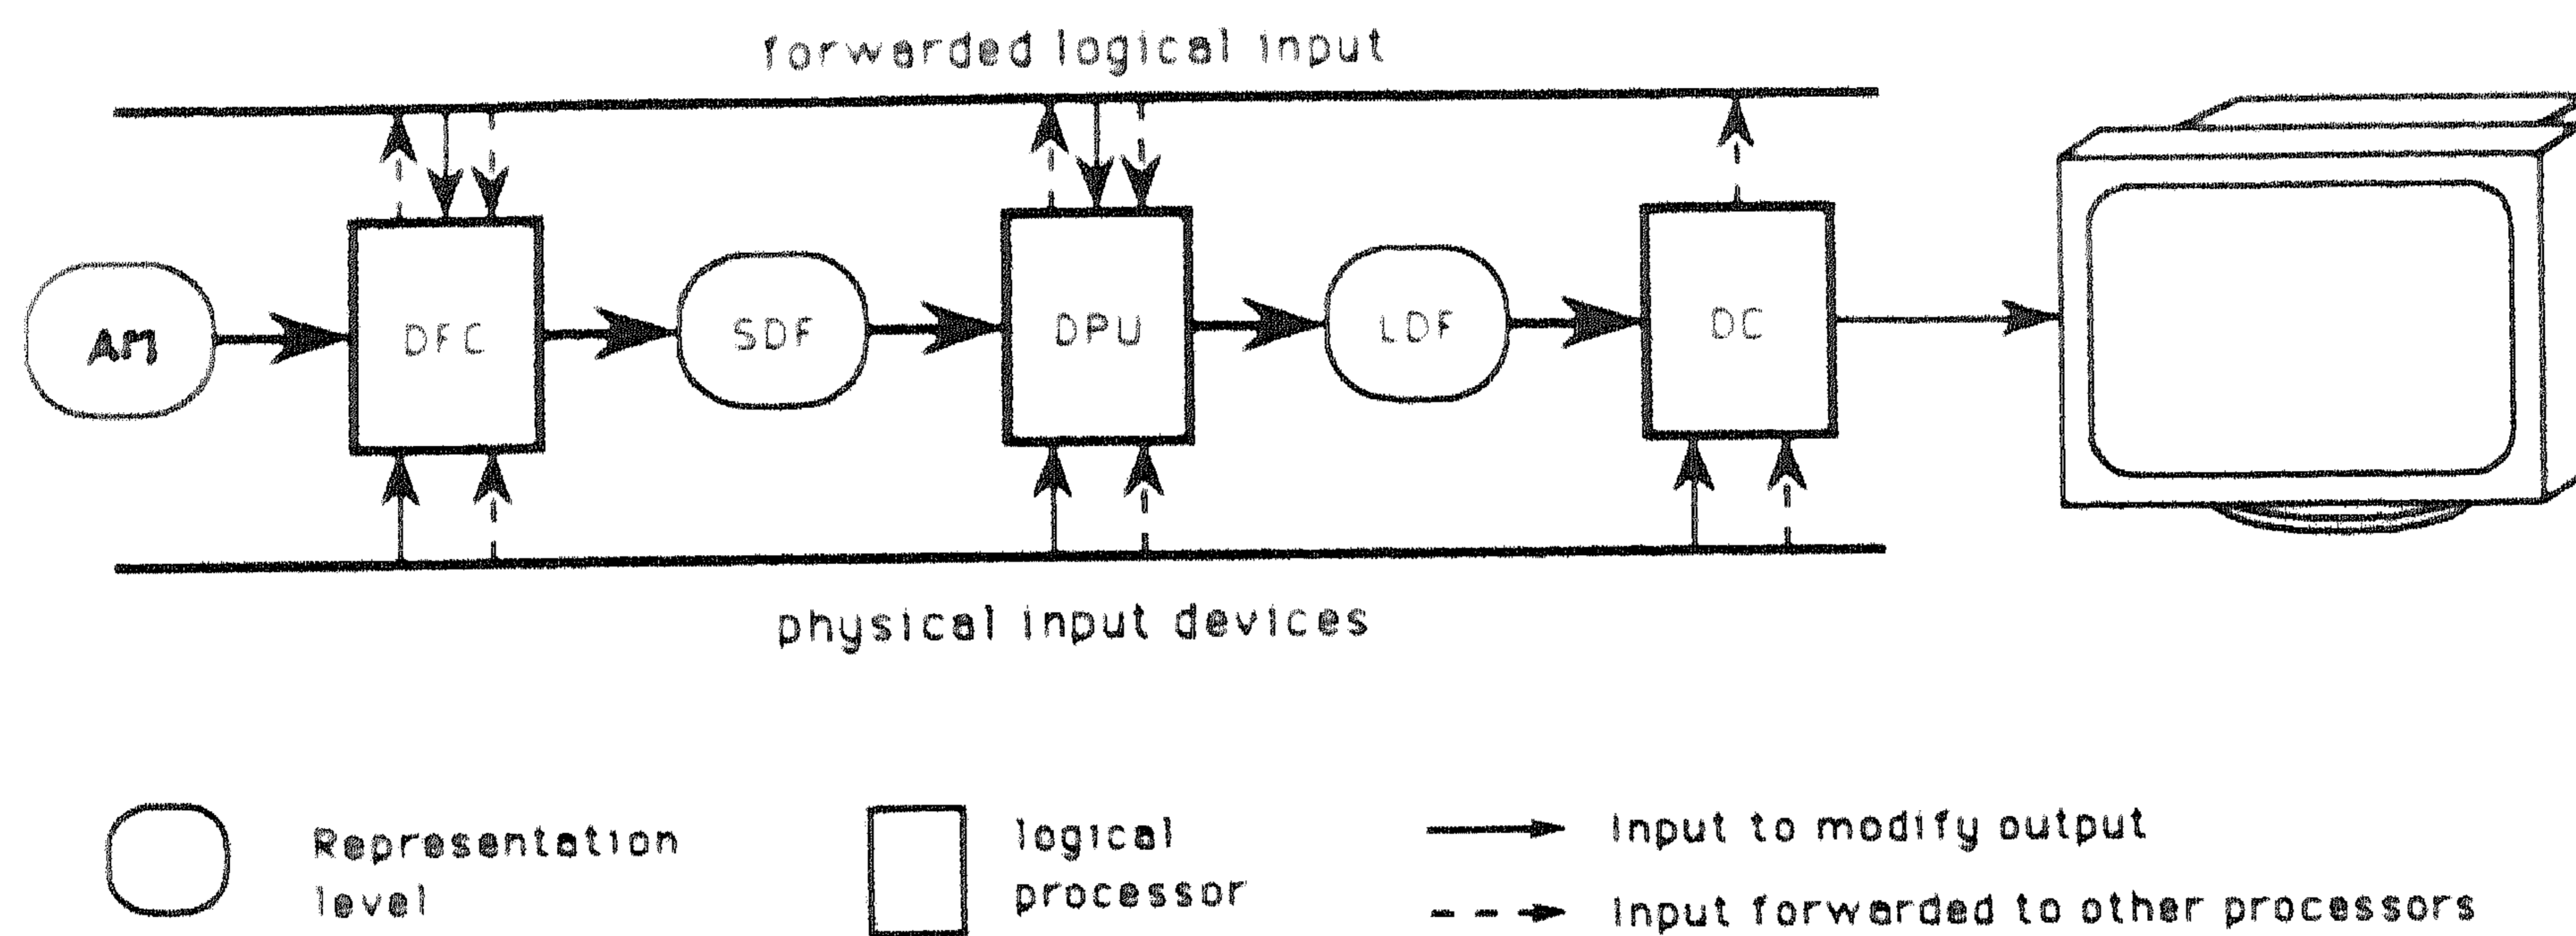 forwarded logical input
AM
DFC
SDF
DPU
LDF
DC
physical input devices
Representation
level
logical
processor
Input to modify output
Input forwarded to other processors